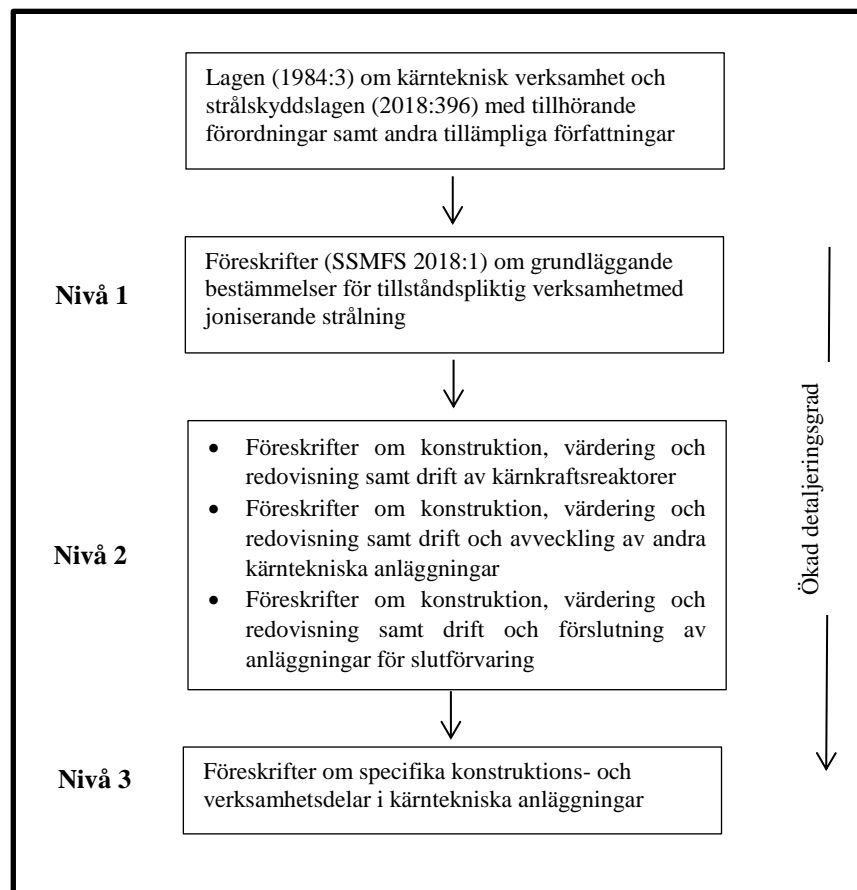 Lagen (1984:3) om kärnteknisk verksamhet och
strålskyddslagen (2018:396) med tillhörande
förordningar samt andra tillämpliga författningar
Nivå 1
Föreskrifter (SSMFS 2018:1) om grundläggande
bestämmelser för tillståndspliktig verksamhetmed
joniserande strålning
Nivå 2
• Föreskrifter om konstruktion, värdering och
redovisning samt drift av kärnkraftsreaktorer
• Föreskrifter om konstruktion, värdering och
redovisning samt drift och avveckling av andra
kärntekniska anläggningar
• Föreskrifter om konstruktion, värdering och
redovisning samt drift och förslutning av
anläggningar för slutförvaring
Nivå 3
Föreskrifter om specifika konstruktions- och
verksamhetsdelar i kärntekniska anläggningar
Ökad detaljeringsgrad